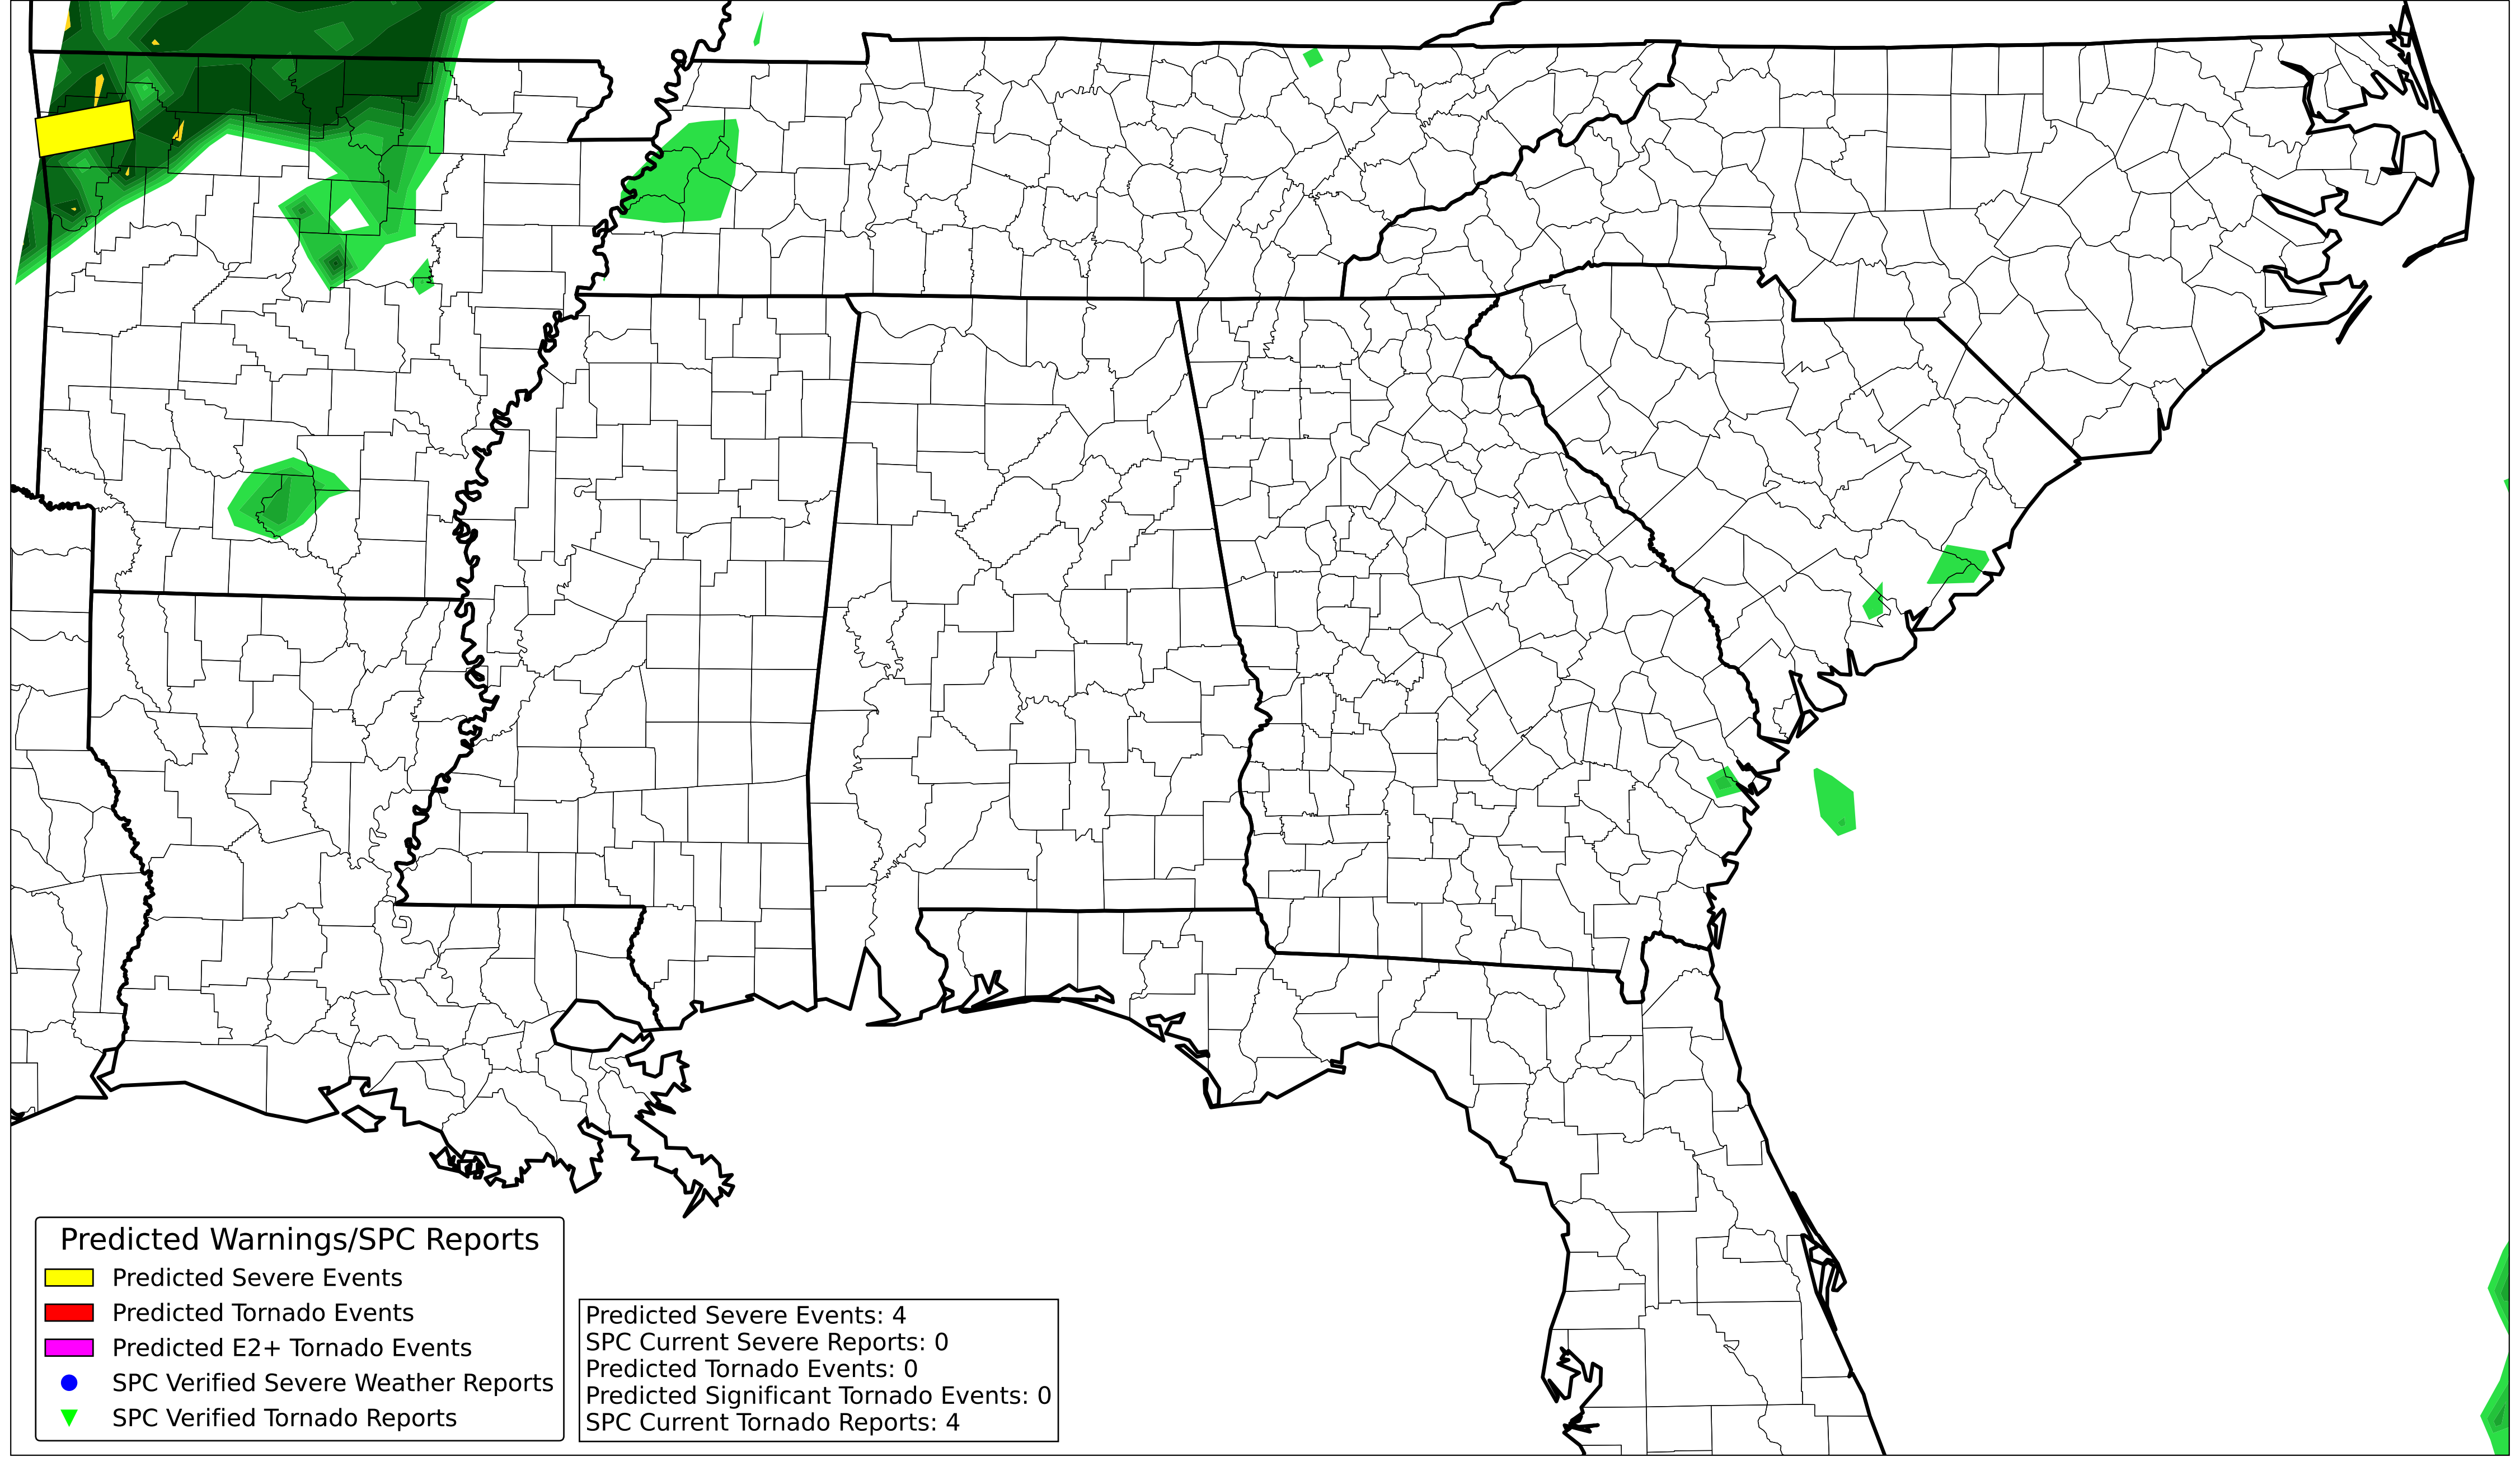 Predicted Warnings/SPC Reports
Predicted Severe Events
Predicted Tornado Events
Predicted E2+ Tornado Events
SPC Verified Severe Weather Reports
SPC Verified Tornado Reports
Predicted Severe Events: 4
SPC Current Severe Reports: 0
Predicted Tornado Events: 0
Predicted Significant Tornado Events: 0
SPC Current Tornado Reports: 4